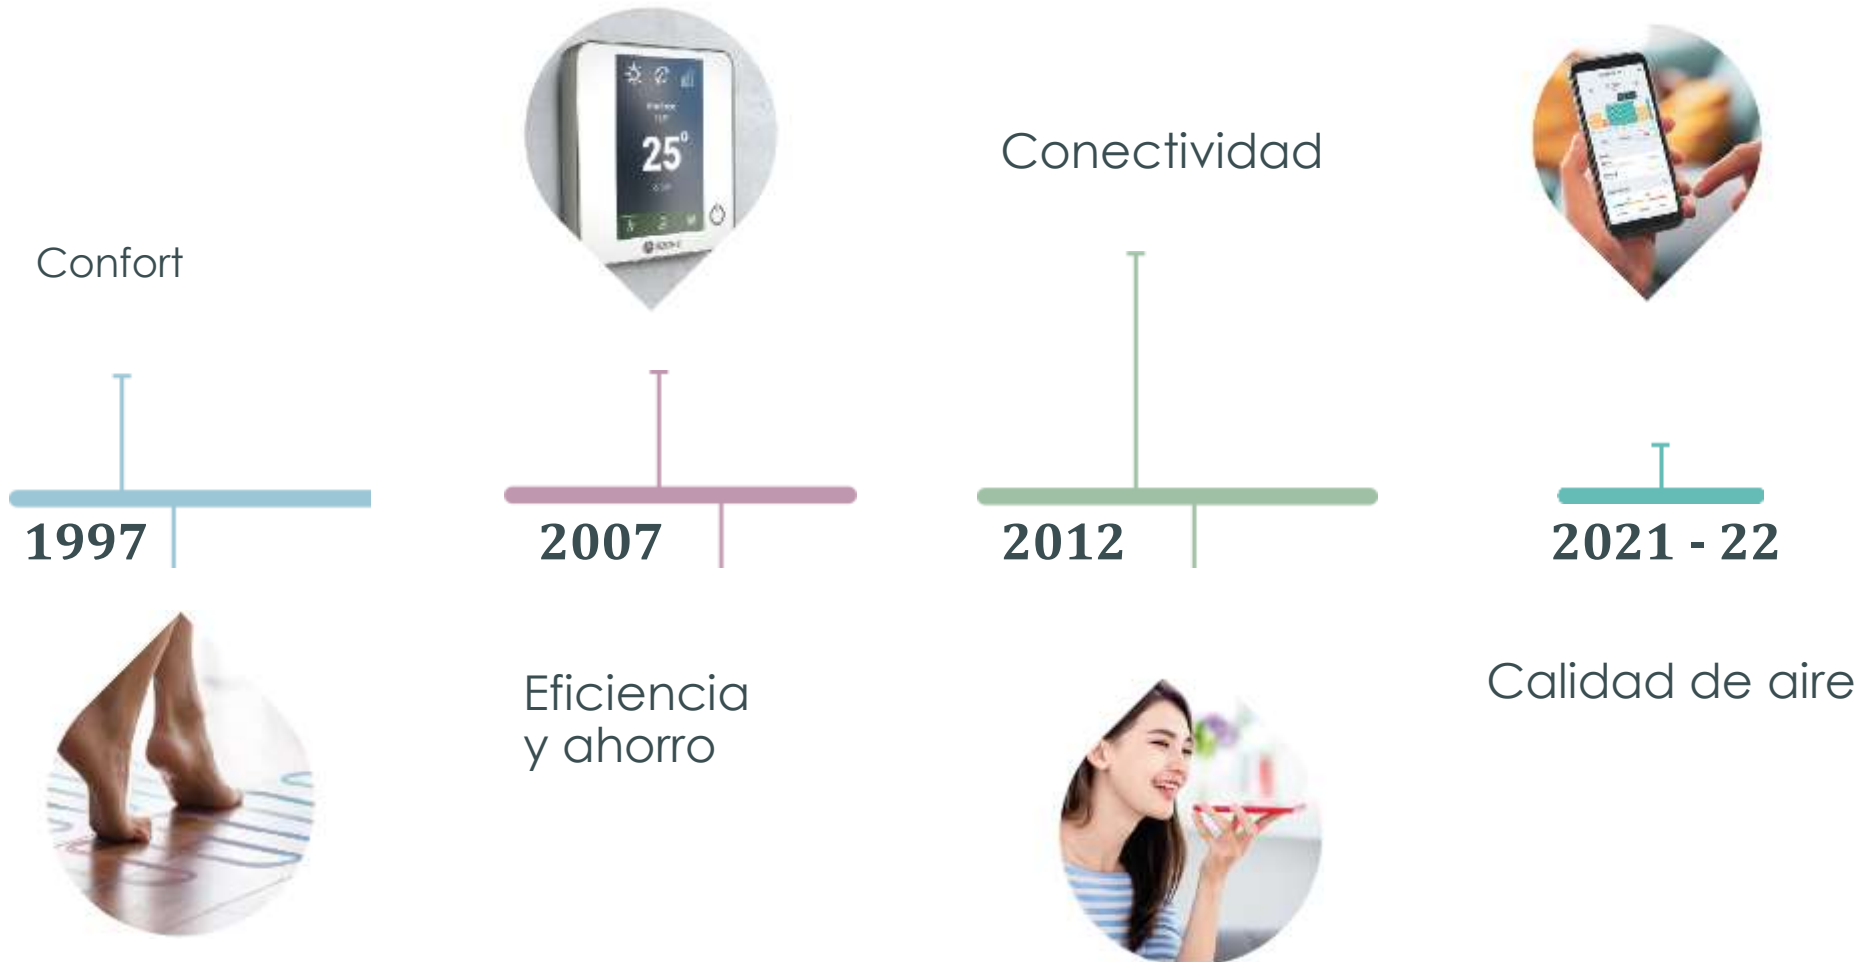 Confort
1997
25°
2007
Eficiencia
y ahorro
Conectividad
2012
2021 - 22
Calidad de aire